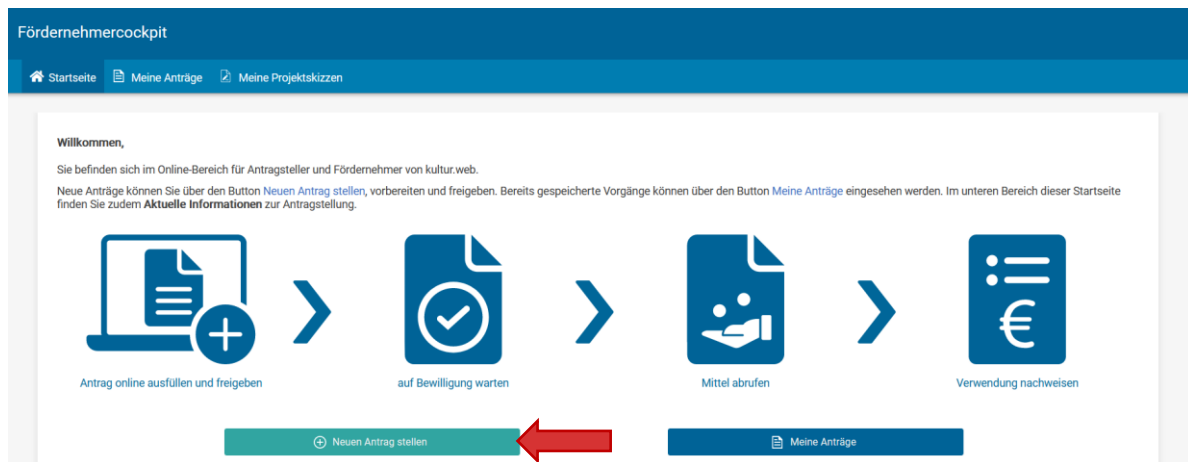 Fördernehmercockpit
Startseite Meine Anträge Meine Projektskizzen
Willkommen,
Sie befinden sich im Online-Bereich für Antragsteller und Fördernehmer von kultur.web.
Neue Anträge können Sie über den Button Neuen Antrag stellen, vorbereiten und freigeben. Bereits gespeicherte Vorgänge können über den Button Meine Anträge eingesehen werden. Im unteren Bereich dieser Startseite
finden Sie zudem Aktuelle Informationen zur Antragstellung.
Antrag online ausfüllen und freigeben auf Bewilligung warten Mittel abrufen Verwendung nachweisen
Neuen Antrag stellen Meine Anträge